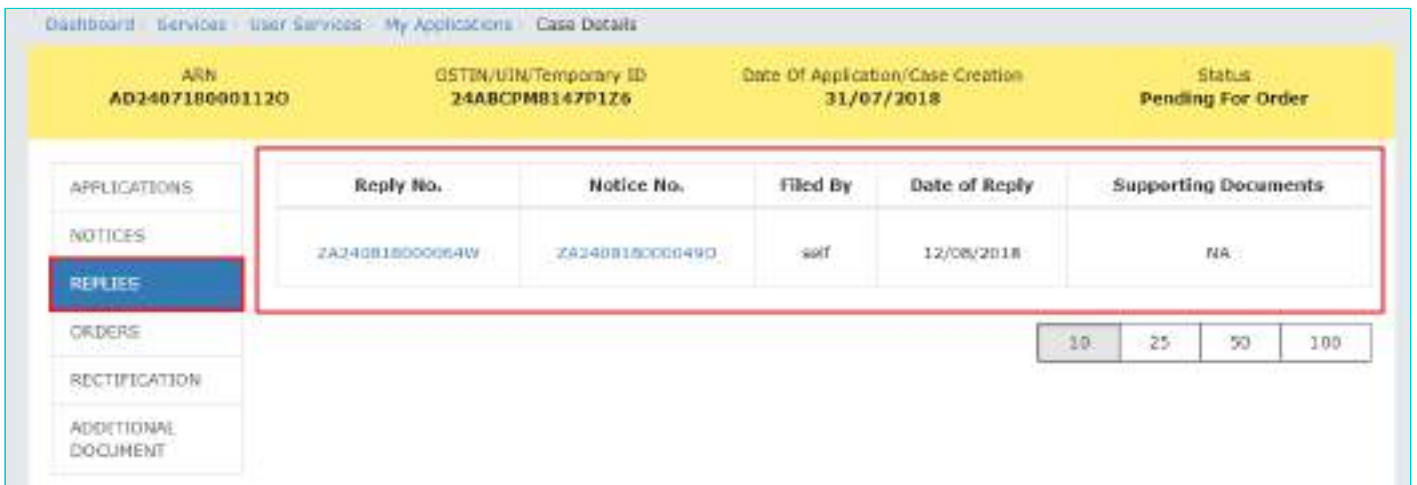 Dashboard Services User Services My Applications Case Details
ARN GSTIN/UIN/Temporary ID Date Of Application/Case Creation Status
AD240718000112O 24ABCPM8147P1Z6 31/07/2018 Pending For Order
APPLICATIONS
NOTICES
REPLIES
ORDERS
RECTIFICATION
ADDITIONAL
DOCUMENT
Reply No. Notice No. Filed By Date of Reply Supporting Documents
ZA240818000064W ZA240818000049O self 12/08/2018 NA
10 25 50 100